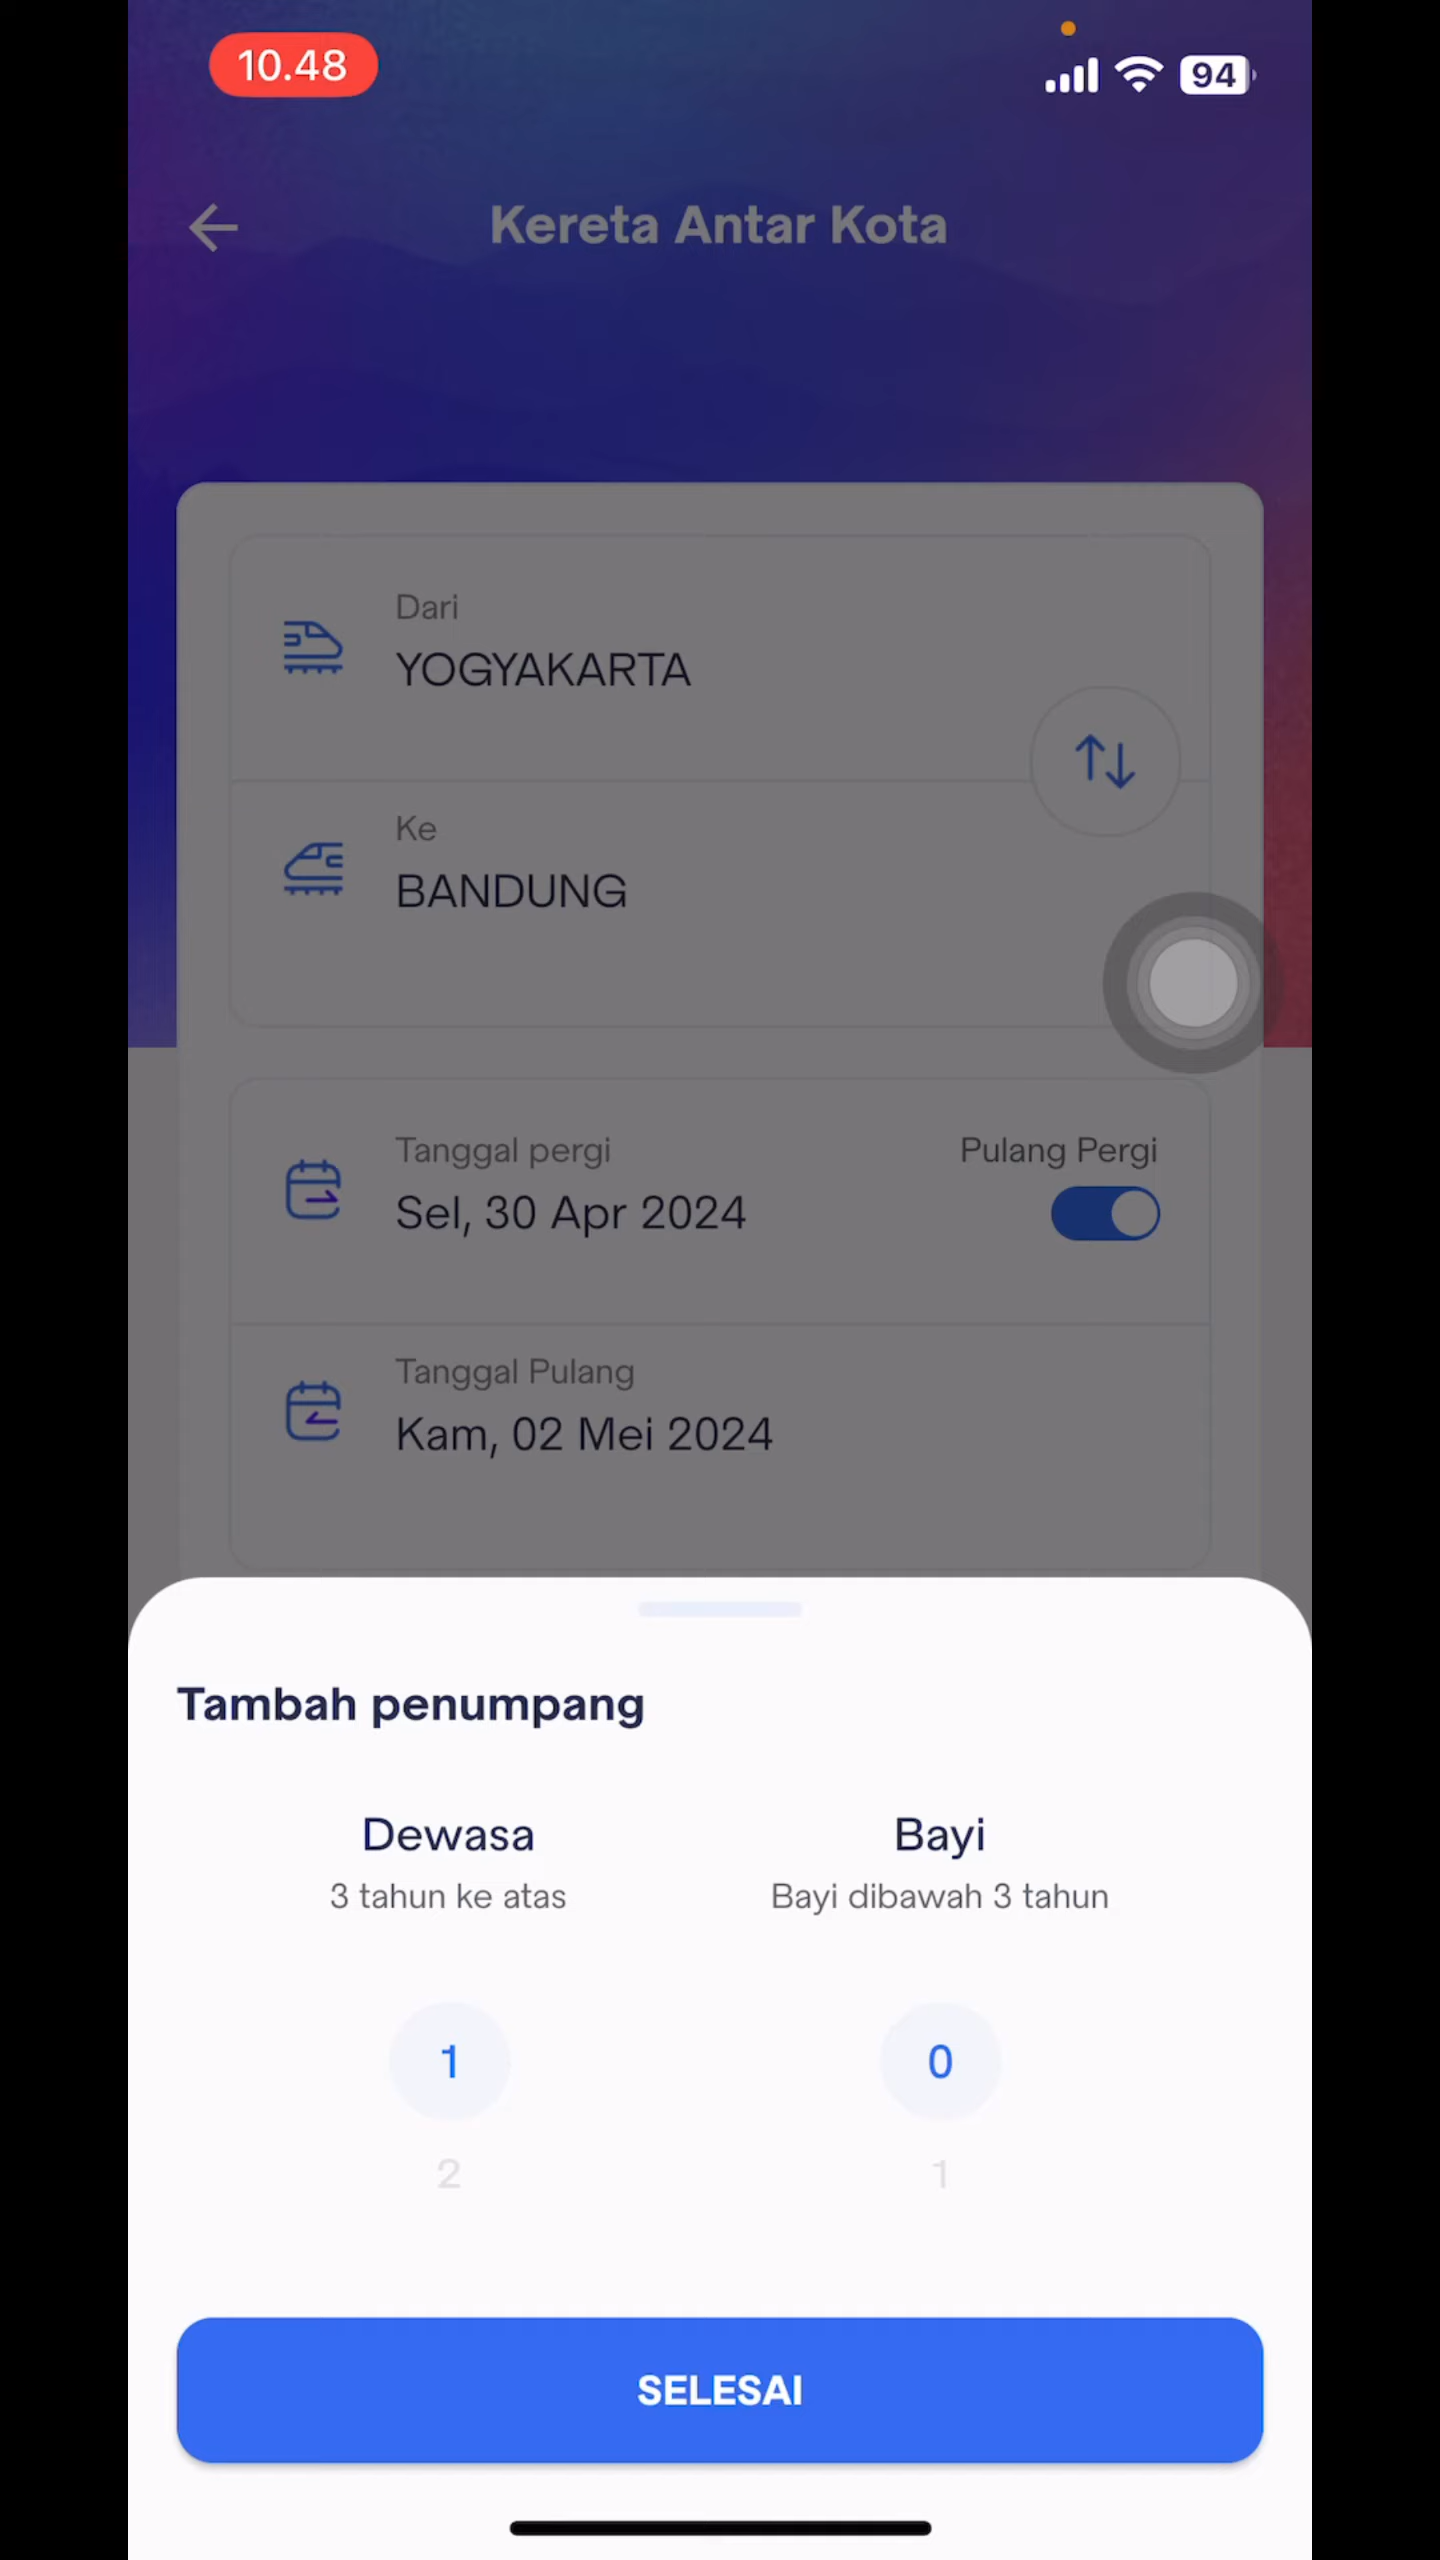 10.48
94
Kereta Antar Kota
Dari
YOGYAKARTA
Ke
BANDUNG
Tanggal pergi
Pulang Pergi
Sel, 30 Apr 2024
Tanggal Pulang
Kam, 02 Mei 2024
Tambah penumpang
Dewasa
Bayi
3 tahun ke atas
Bayi dibawah 3 tahun
1
0
2
1
SELESAI